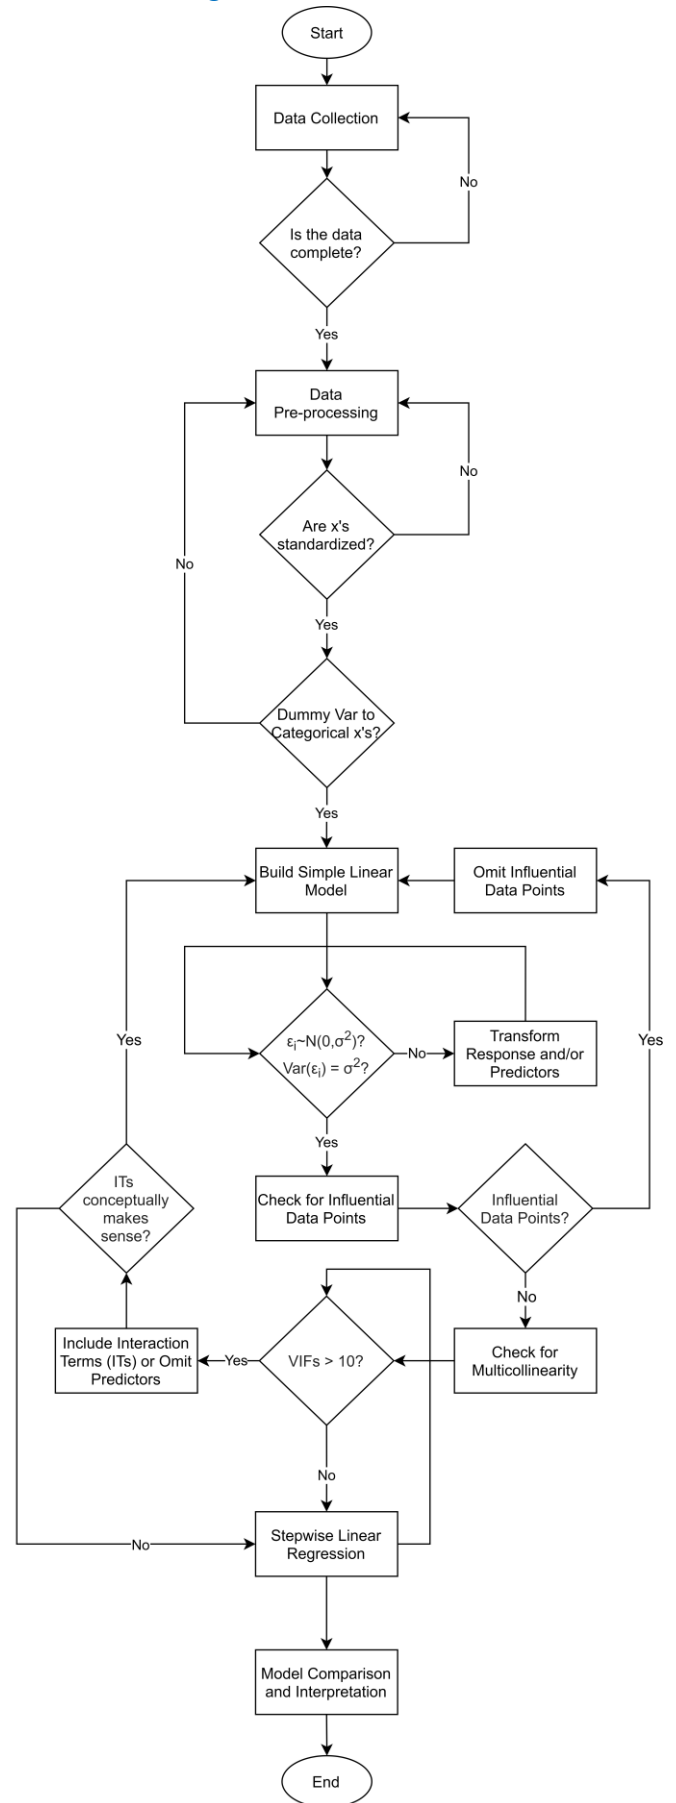 Start
Data Collection
No
Is the data
complete?
Yes
Data
Pre-processing
No
Are x's
standardized?
No
Yes
Dummy Var to
Categorical x's?
Yes
Build Simple Linear
Model
Omit Influential
Data Points
Yes
Yes
εᵢ~N(0,σ²)?
Var(εᵢ) = σ²?
No
Transform
Response and/or
Predictors
Yes
ITs
conceptually
makes
sense?
Check for Influential
Data Points
Influential
Data Points?
No
Include Interaction
Terms (ITs) or Omit
Predictors
Yes
VIFs > 10?
Check for
Multicollinearity
No
No
Stepwise Linear
Regression
Model Comparison
and Interpretation
End